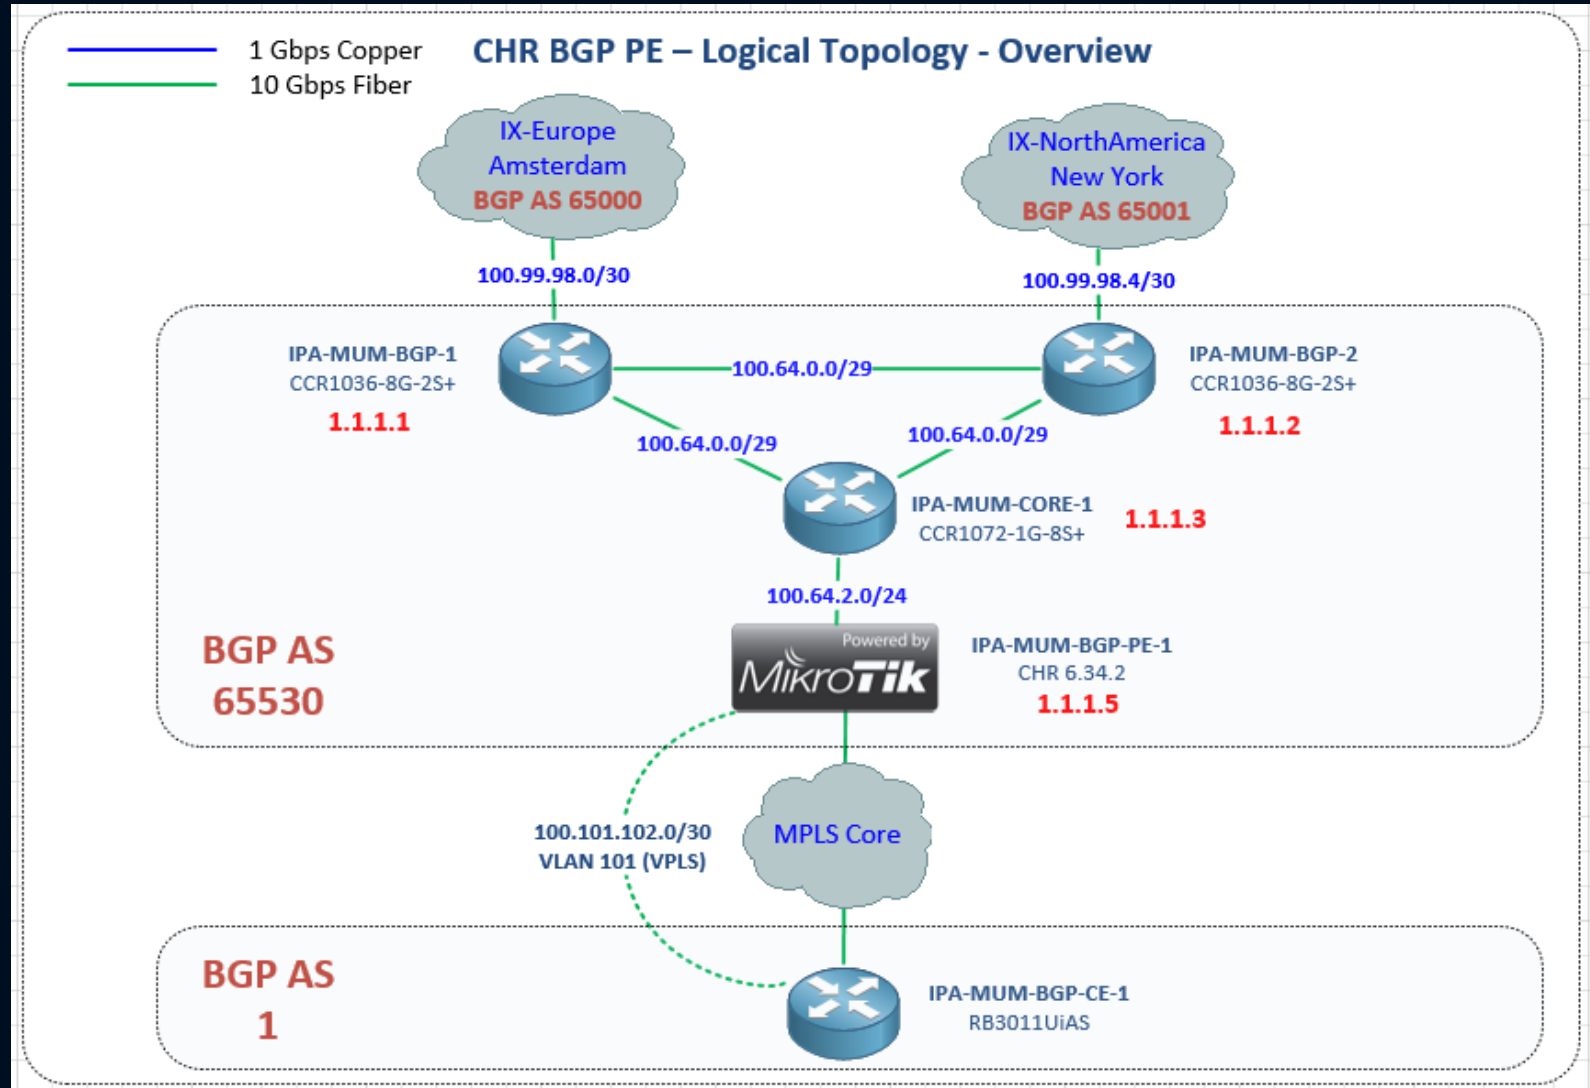 1 Gbps Copper
10 Gbps Fiber
CHR BGP PE – Logical Topology - Overview
IX-Europe
Amsterdam
BGP AS 65000
IX-NorthAmerica
New York
BGP AS 65001
100.99.98.0/30
100.99.98.4/30
IPA-MUM-BGP-1
CCR1036-8G-2S+
1.1.1.1
100.64.0.0/29
IPA-MUM-BGP-2
CCR1036-8G-2S+
1.1.1.2
100.64.0.0/29
100.64.0.0/29
IPA-MUM-CORE-1
CCR1072-1G-8S+
1.1.1.3
100.64.2.0/24
BGP AS
65530
Powered by
MikroTik
IPA-MUM-BGP-PE-1
CHR 6.34.2
1.1.1.5
100.101.102.0/30
VLAN 101 (VPLS)
MPLS Core
BGP AS
1
IPA-MUM-BGP-CE-1
RB3011UiAS